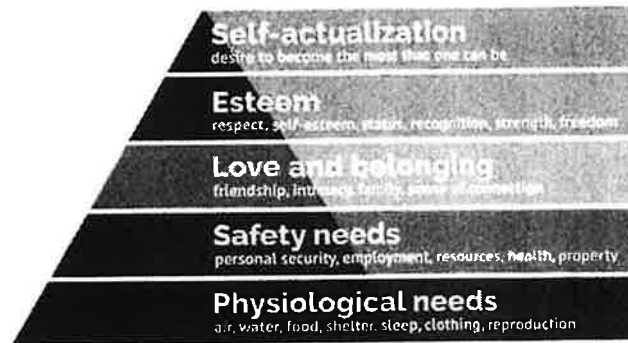 Self-actualization
desire to become the most that one can be
Esteem
respect, self-esteem, status, recognition, strength, freedom
Love and belonging
friendship, intimacy, family, sense of connection
Safety needs
personal security, employment, resources, health, property
Physiological needs
air, water, food, shelter, sleep, clothing, reproduction